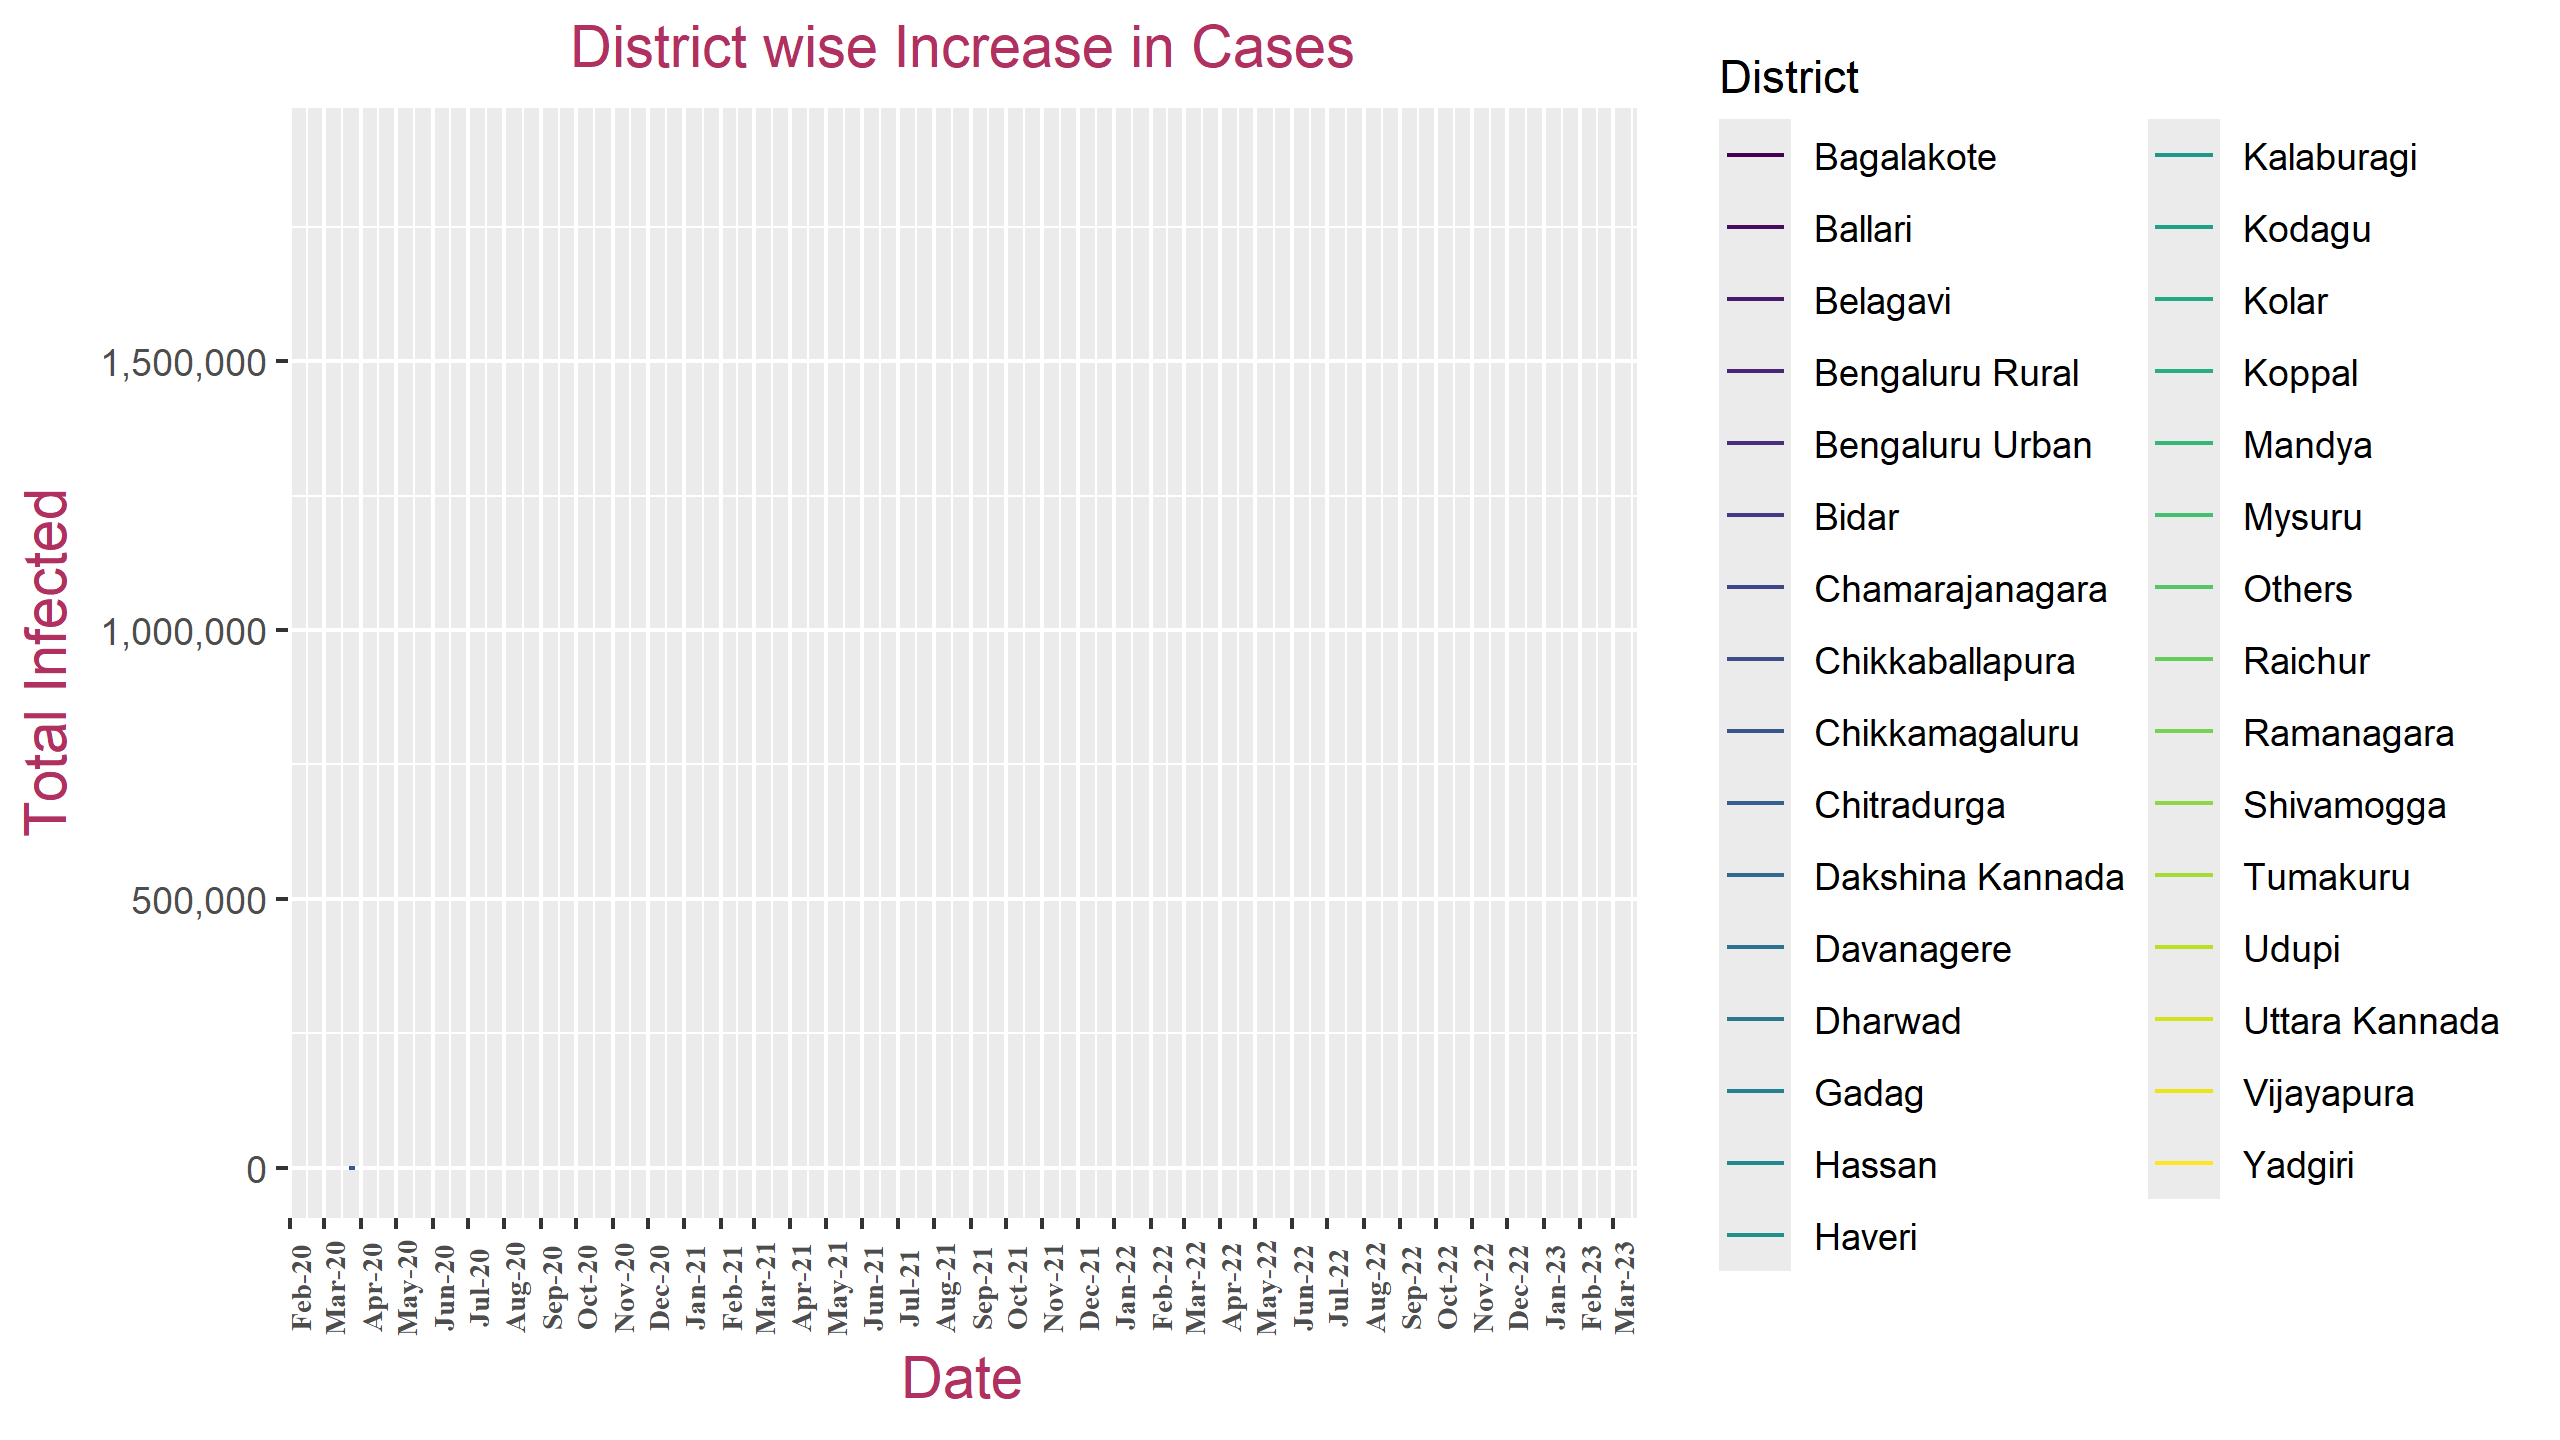 District wise Increase in Cases
Total Infected
1,500,000
1,000,000
500,000
0
Feb-20
Mar-20
Apr-20
May-20
Jun-20
Jul-20
Aug-20
Sep-20
Oct-20
Nov-20
Dec-20
Jan-21
Feb-21
Mar-21
Apr-21
May-21
Jun-21
Jul-21
Aug-21
Sep-21
Oct-21
Nov-21
Dec-21
Jan-22
Feb-22
Mar-22
Apr-22
May-22
Jun-22
Jul-22
Aug-22
Sep-22
Oct-22
Nov-22
Dec-22
Jan-23
Feb-23
Mar-23
Date
District
Bagalakote
Ballari
Belagavi
Bengaluru Rural
Bengaluru Urban
Bidar
Chamarajanagara
Chikkaballapura
Chikkamagaluru
Chitradurga
Dakshina Kannada
Davanagere
Dharwad
Gadag
Hassan
Haveri
Kalaburagi
Kodagu
Kolar
Koppal
Mandya
Mysuru
Others
Raichur
Ramanagara
Shivamogga
Tumakuru
Udupi
Uttara Kannada
Vijayapura
Yadgiri